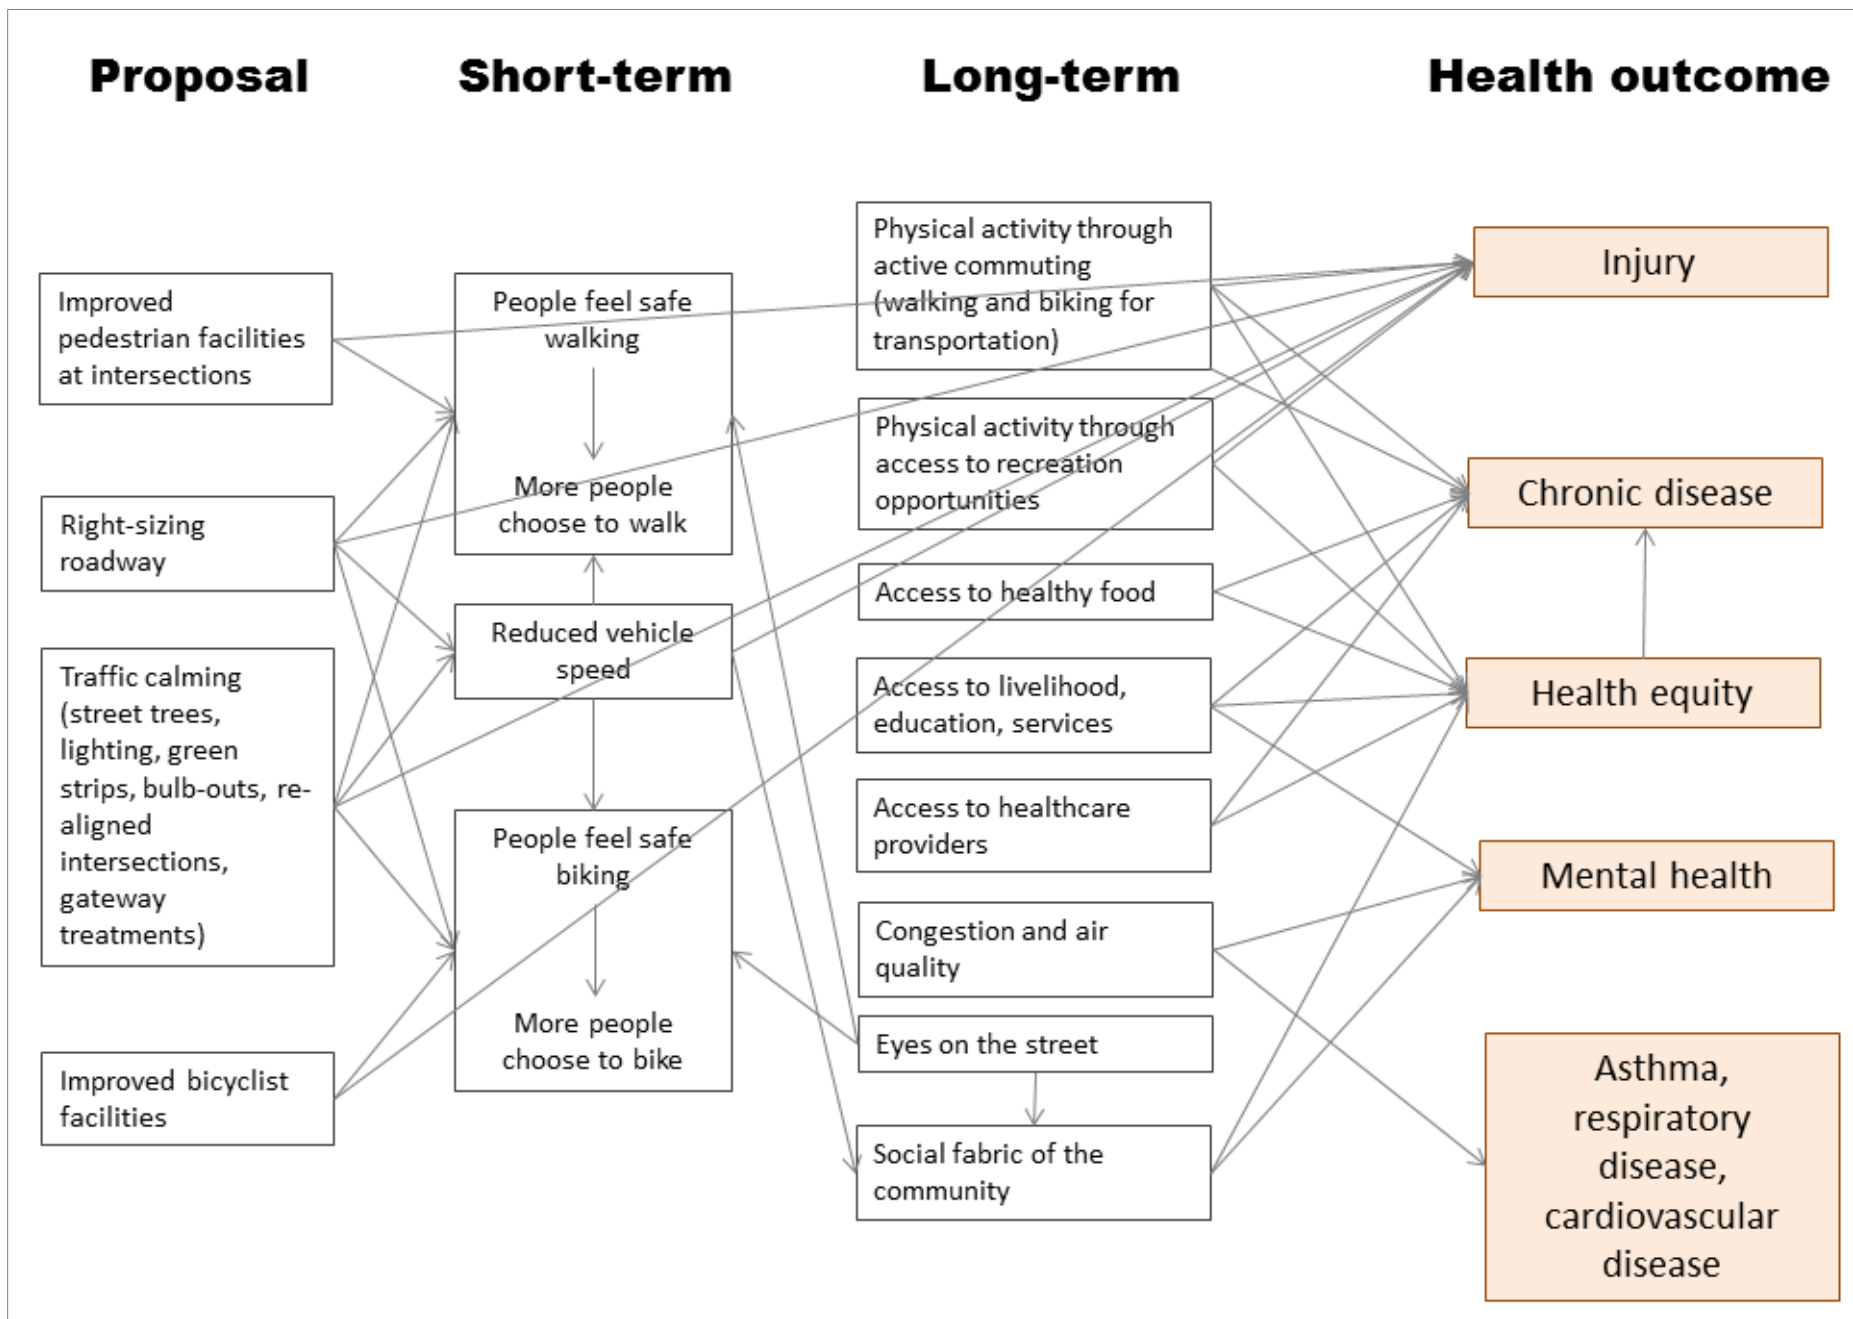 Proposal
Short-term
Long-term
Health outcome
Improved
pedestrian facilities
at intersections
Right-sizing
roadway
Traffic calming
(street trees,
lighting, green
strips, bulb-outs, re-
aligned
intersections,
gateway
treatments)
Improved bicyclist
facilities
People feel safe
walking
More people
choose to walk
Reduced vehicle
speed
People feel safe
biking
More people
choose to bike
Physical activity through
active commuting
(walking and biking for
transportation)
Physical activity through
access to recreation
opportunities
Access to healthy food
Access to livelihood,
education, services
Access to healthcare
providers
Congestion and air
quality
Eyes on the street
Social fabric of the
community
Injury
Chronic disease
Health equity
Mental health
Asthma,
respiratory
disease,
cardiovascular
disease